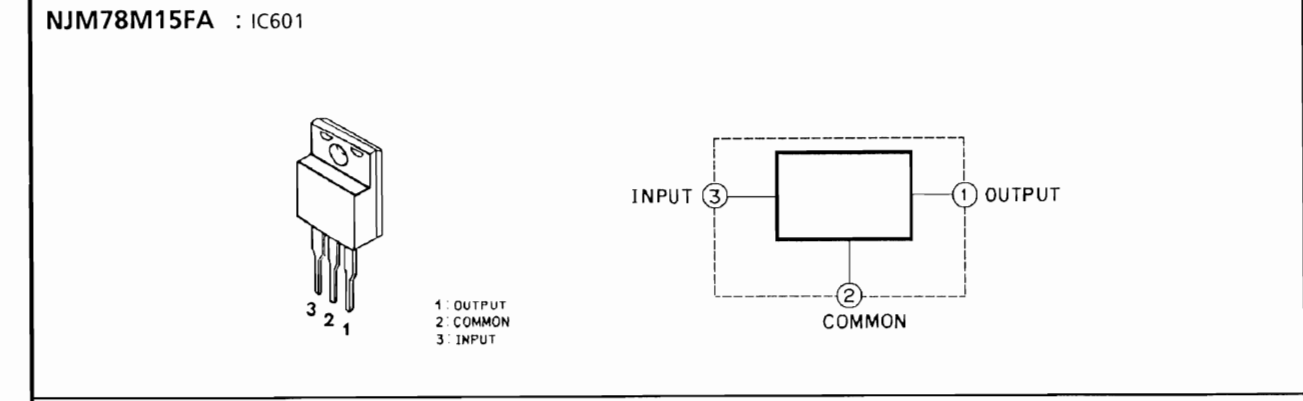 NJM78M15FA : IC601
INPUT 3
1 OUTPUT
2
COMMON
3 2 1
1: OUTPUT
2: COMMON
3: INPUT